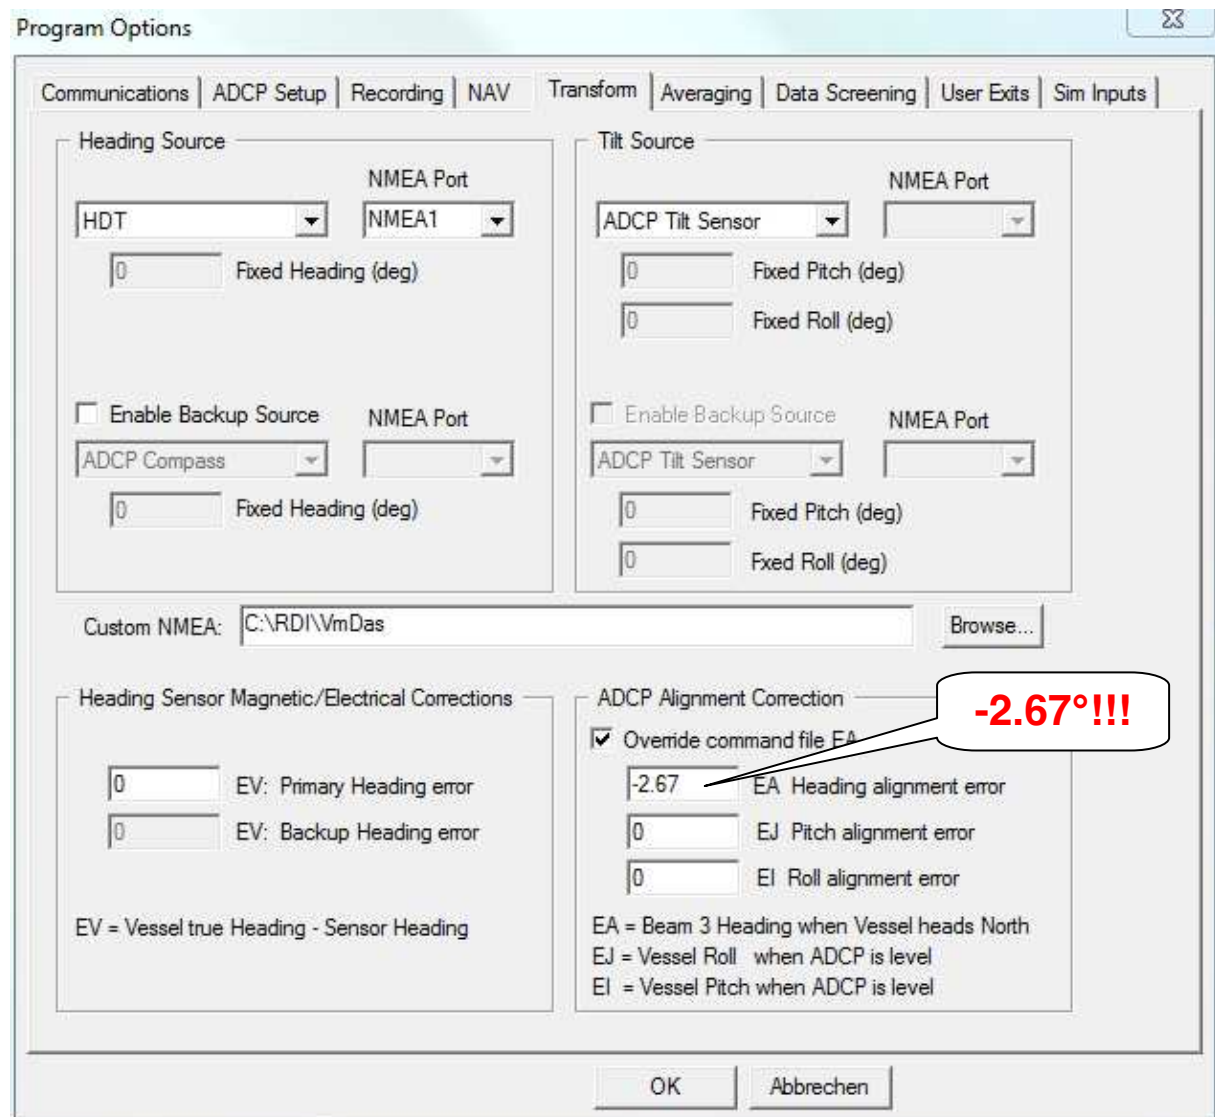 Program Options
Communications ADCP Setup Recording NAV Transform Averaging Data Screening User Exits Sim Inputs
Heading Source
NMEA Port
HDT NMEA1
0 Fixed Heading (deg)
Enable Backup Source NMEA Port
ADCP Compass
0 Fixed Heading (deg)
Tilt Source
NMEA Port
ADCP Tilt Sensor
0 Fixed Pitch (deg)
0 Fixed Roll (deg)
Enable Backup Source NMEA Port
ADCP Tilt Sensor
0 Fixed Pitch (deg)
0 Fxed Roll (deg)
Custom NMEA: C:\RDI\VmDas Browse...
Heading Sensor Magnetic/Electrical Corrections
0 EV: Primary Heading error
0 EV: Backup Heading error
EV = Vessel true Heading - Sensor Heading
ADCP Alignment Correction
-2.67°!!!
Override command file EA
-2.67 EA Heading alignment error
0 EJ Pitch alignment error
0 EI Roll alignment error
EA = Beam 3 Heading when Vessel heads North
EJ = Vessel Roll when ADCP is level
EI = Vessel Pitch when ADCP is level
OK Abbrechen